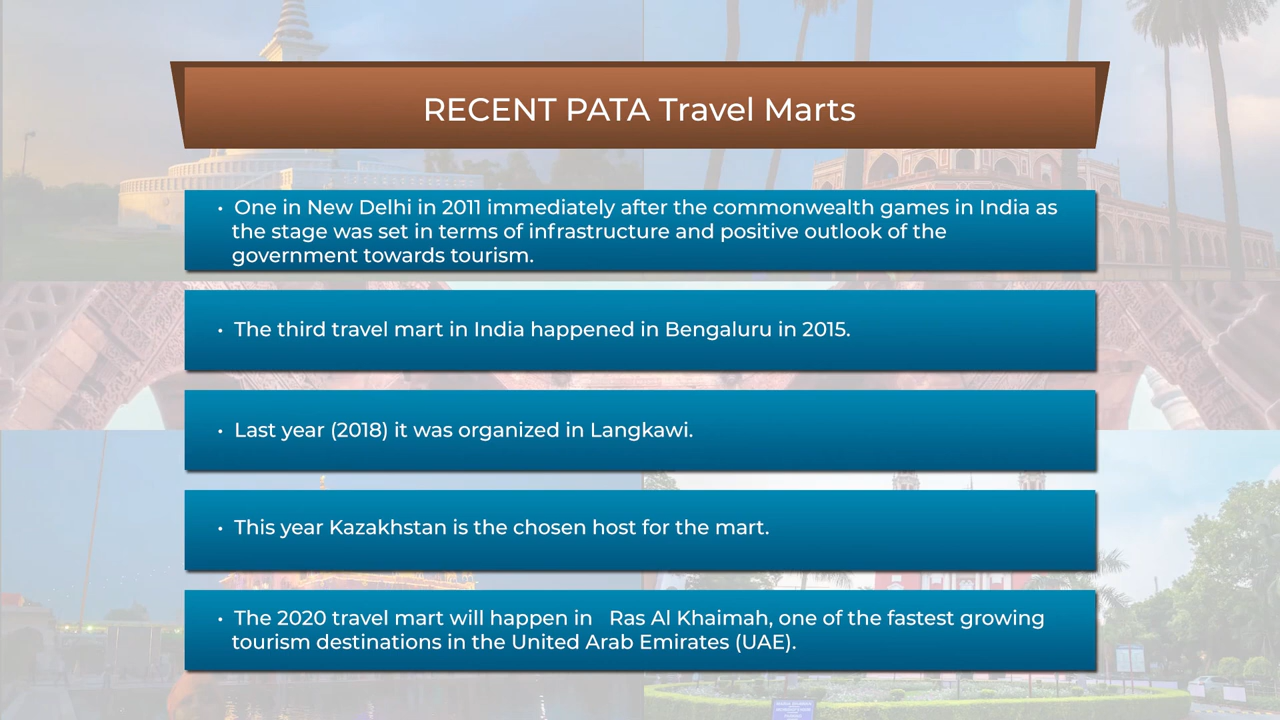 RECENT PATA Travel Marts
• One in New Delhi in 2011 immediately after the commonwealth games in India as
the stage was set in terms of infrastructure and positive outlook of the
government towards tourism.
• The third travel mart in India happened in Bengaluru in 2015.
• Last year (2018) it was organized in Langkawi.
• This year Kazakhstan is the chosen host for the mart.
• The 2020 travel mart will happen in   Ras Al Khaimah, one of the fastest growing
tourism destinations in the United Arab Emirates (UAE).